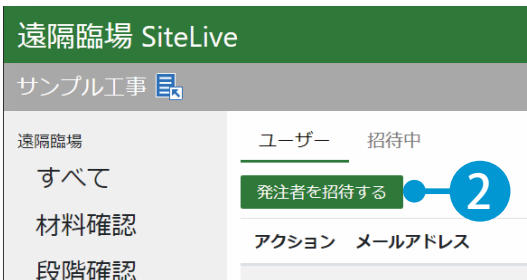 遠隔臨場 SiteLive
サンプル工事
遠隔臨場
すべて
材料確認
段階確認
ユーザー 招待中
発注者を招待する
2
アクション メールアドレス